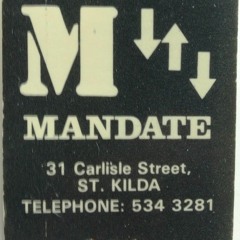 M
MANDATE
31 Carlisle Street,
ST. KILDA
TELEPHONE: 534 3281